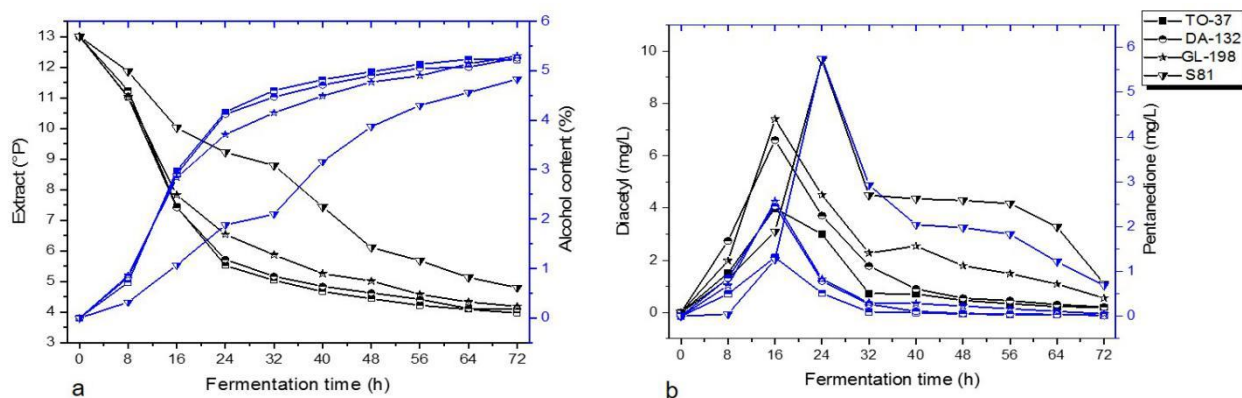 13
12
11
10
9
8
7
6
5
4
3
Extract (°P)
6
5
4
3
2
1
0
Alcohol content (%)
0 8 16 24 32 40 48 56 64 72
Fermentation time (h)
a
10
8
6
4
2
0
Diacetyl (mg/L)
6
5
4
3
2
1
0
Pentanedione (mg/L)
0 8 16 24 32 40 48 56 64 72
Fermentation time (h)
b
TO-37
DA-132
GL-198
S81